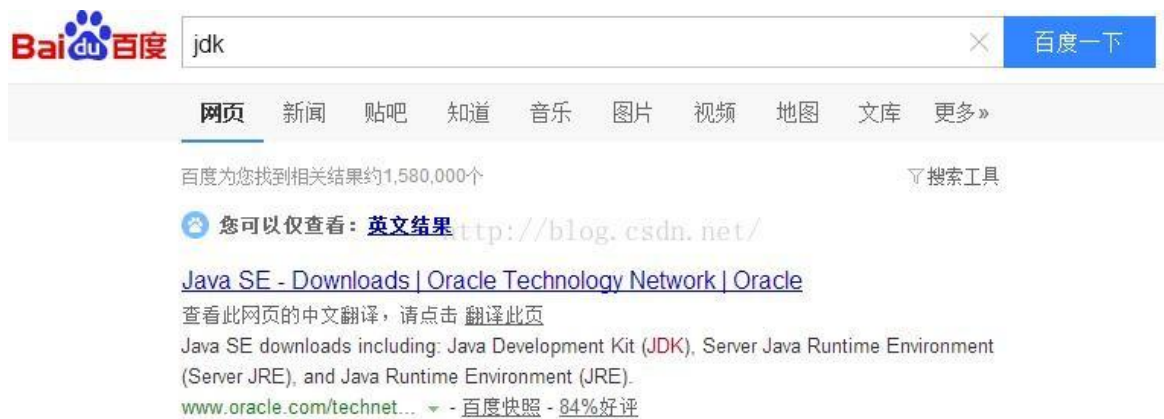 Bai du 百度 jdk × 百度一下
网页 新闻 贴吧 知道 音乐 图片 视频 地图 文库 更多»
百度为您找到相关结果约1,580,000个 搜索工具
您可以仅查看：英文结果 http://blog.csdn.net/
Java SE - Downloads | Oracle Technology Network | Oracle
查看此网页的中文翻译，请点击 翻译此页
Java SE downloads including: Java Development Kit (JDK), Server Java Runtime Environment
(Server JRE), and Java Runtime Environment (JRE).
www.oracle.com/technet... - 百度快照 - 84%好评